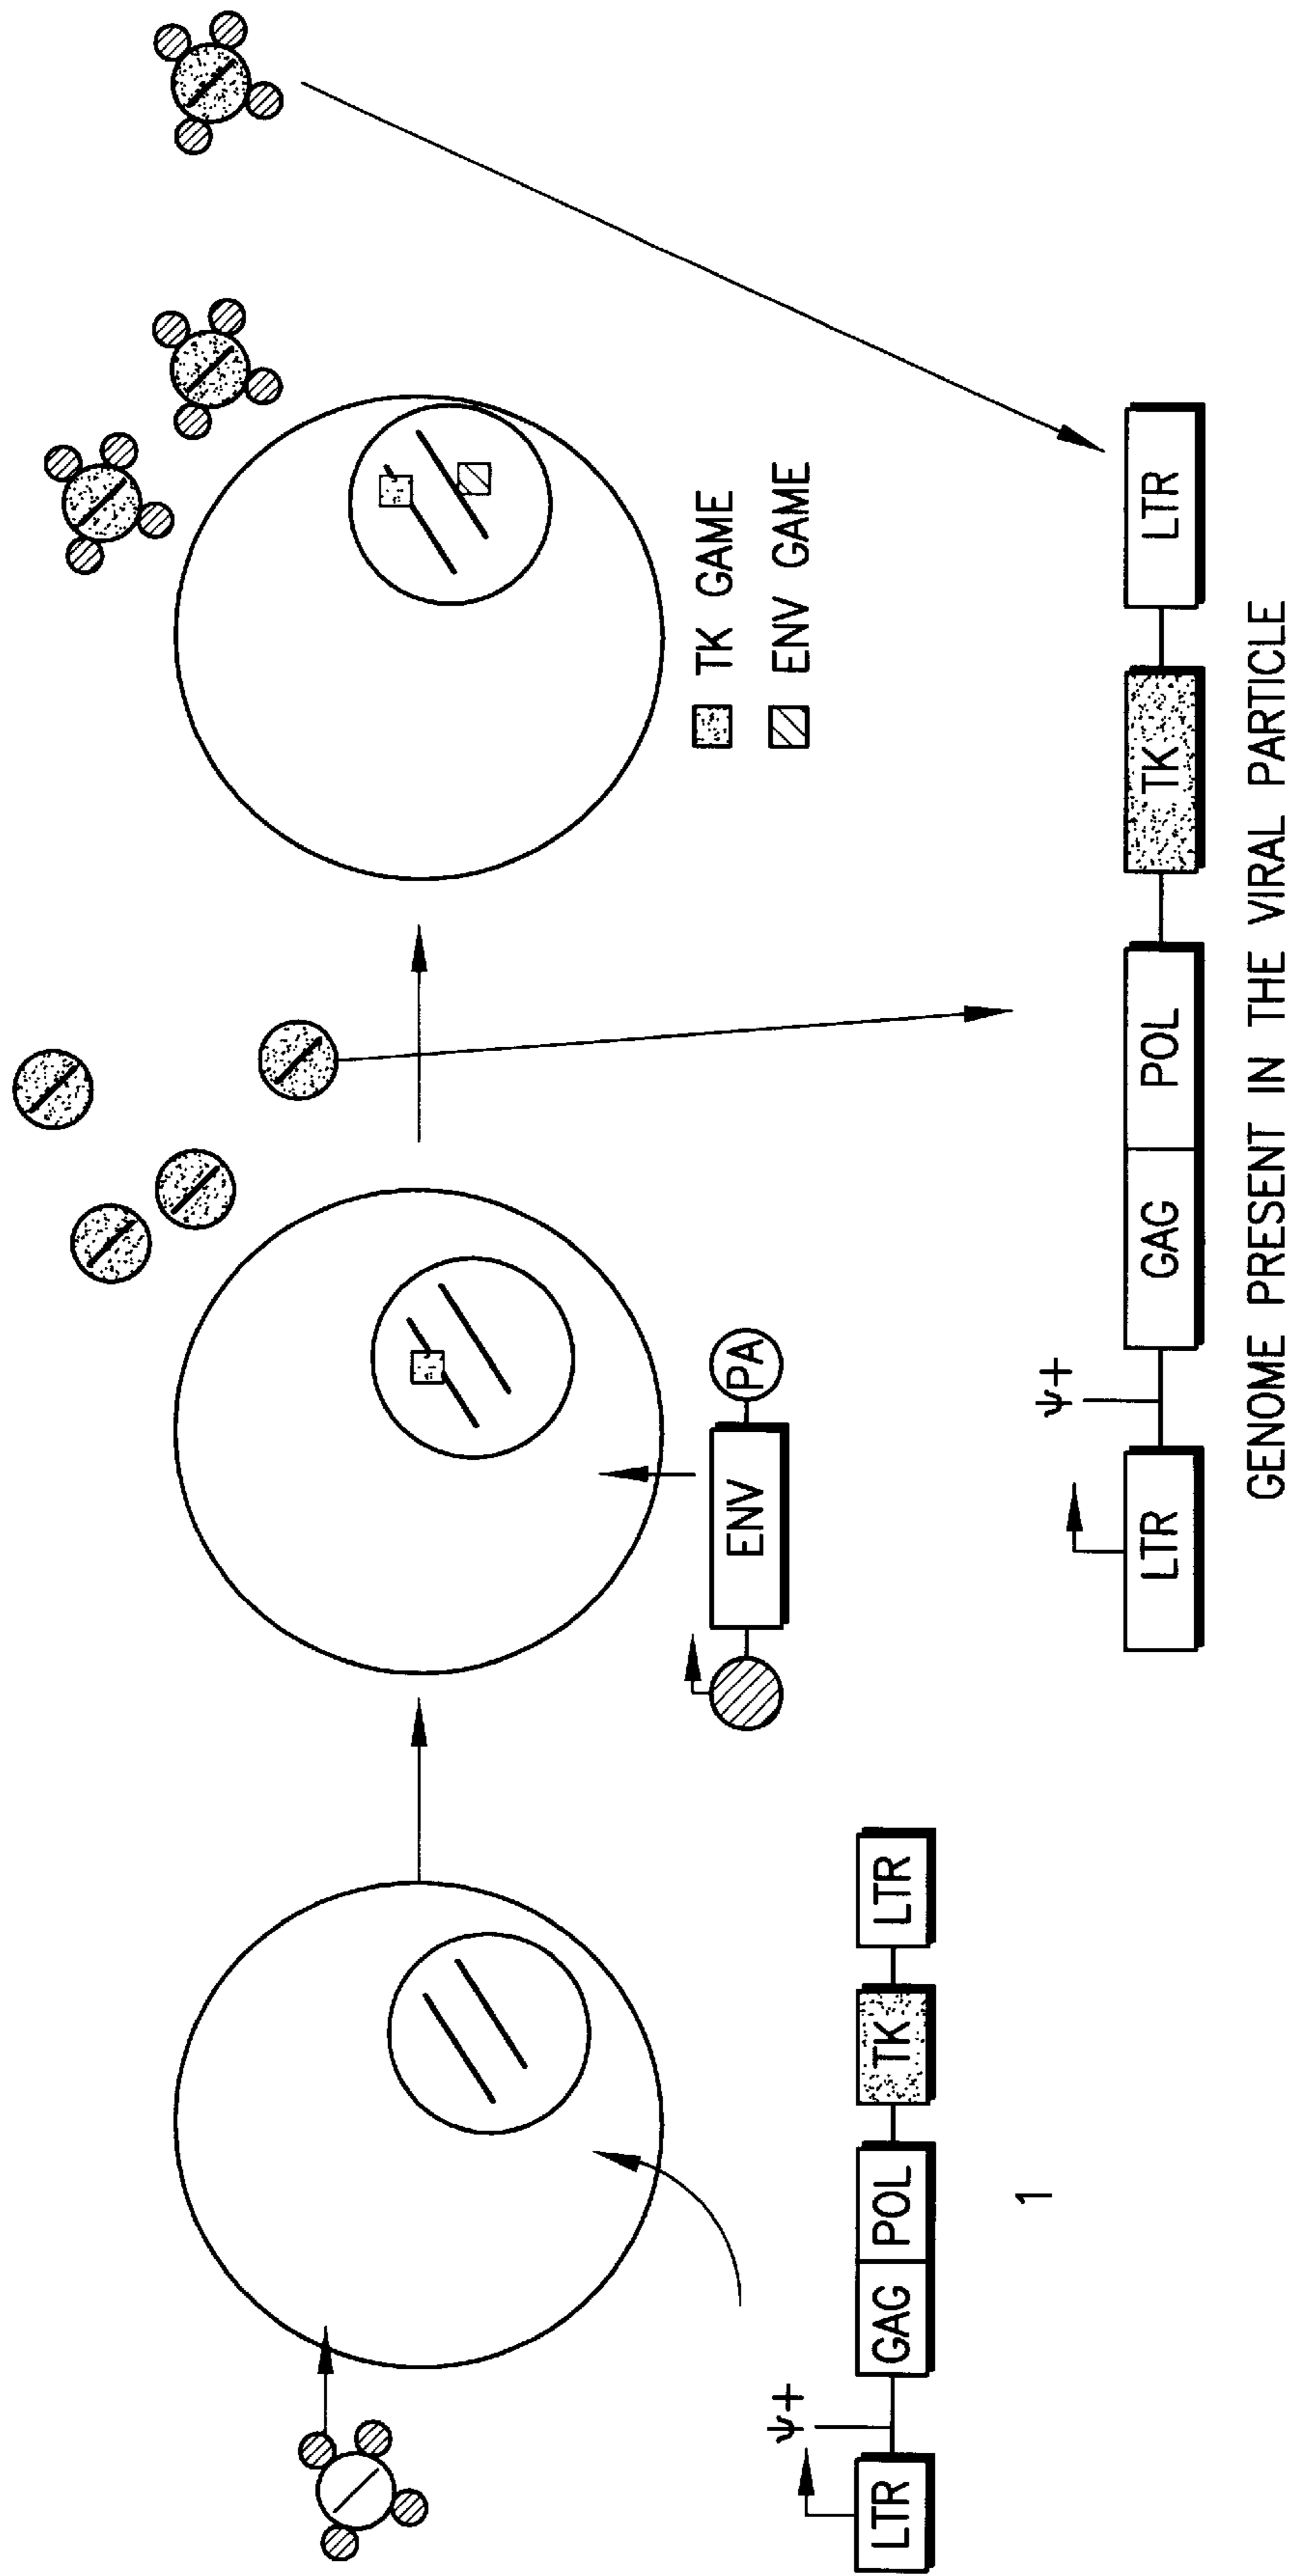 TK GAME
ENV GAME
ENV PA
ψ+
LTR GAG POL TK LTR
1
ψ+
LTR GAG POL TK LTR
GENOME PRESENT IN THE VIRAL PARTICLE